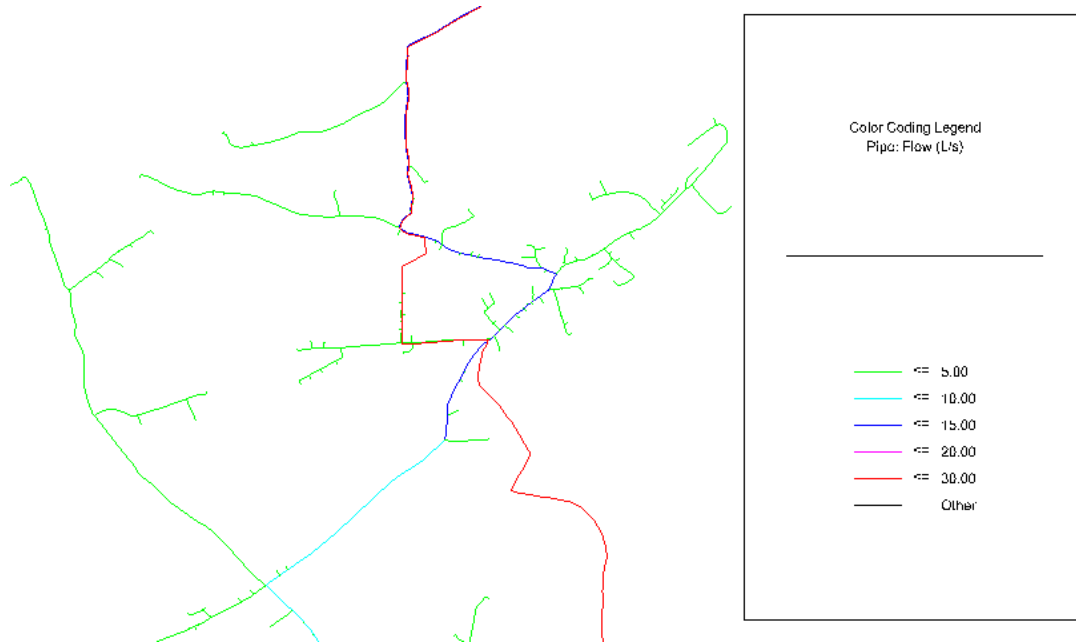 Color Coding Legend
Pipe: Flow (L/s)
<= 5.00
<= 10.00
<= 15.00
<= 20.00
<= 30.00
Other